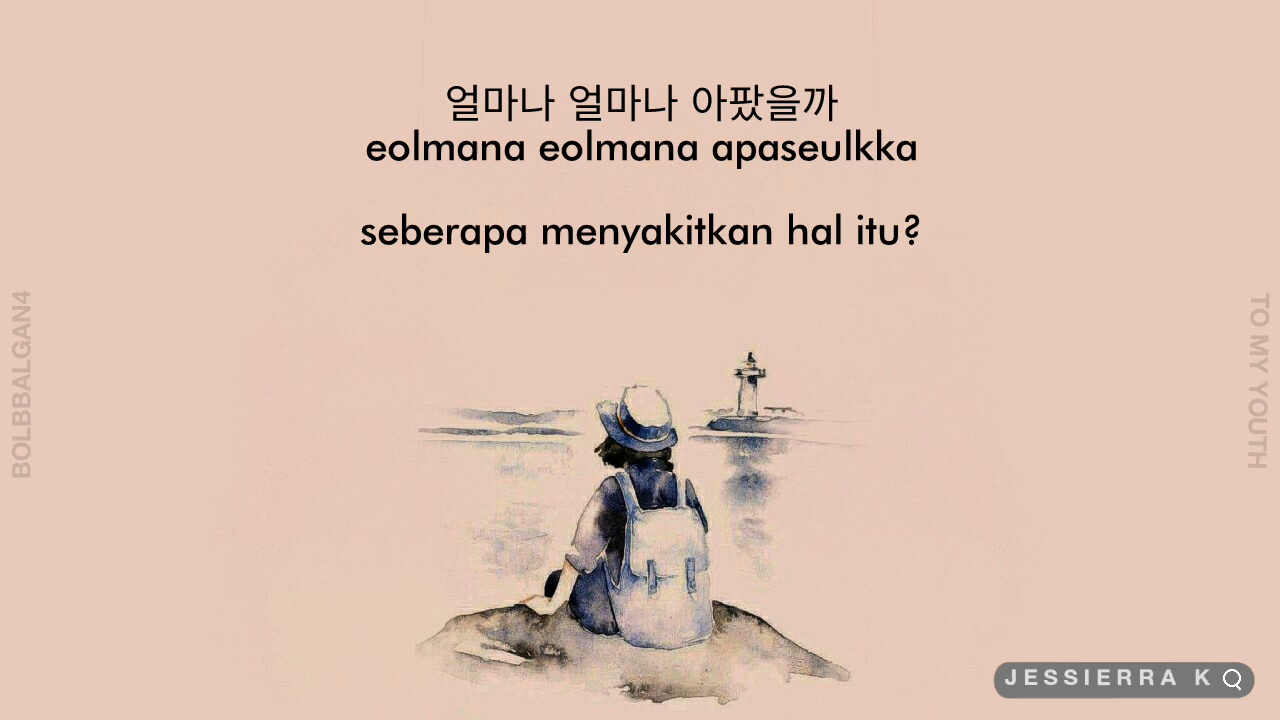 얼마나 얼마나 아팠을까
eolmana eolmana apaseulkka
seberapa menyakitkan hal itu?
BOLBBALGAN4
TO MY YOUTH
JESSIERRA K